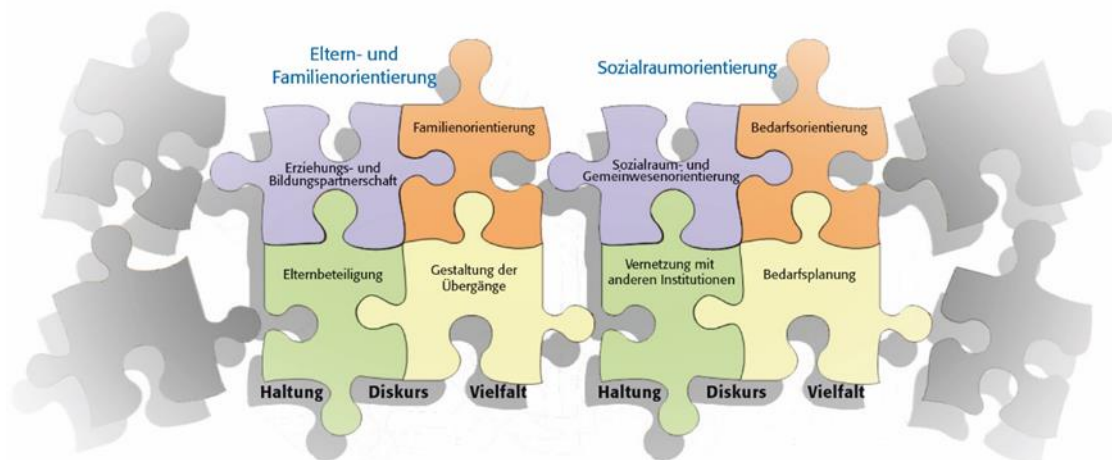 Eltern- und
Familienorientierung
Familienorientierung
Erziehungs- und
Bildungspartnerschaft
Elternbeteiligung
Gestaltung der
Übergänge
Haltung Diskurs Vielfalt
Sozialraumorientierung
Bedarfsorientierung
Sozialraum- und
Gemeinwesenorientierung
Vernetzung mit
anderen Institutionen
Bedarfsplanung
Haltung Diskurs Vielfalt